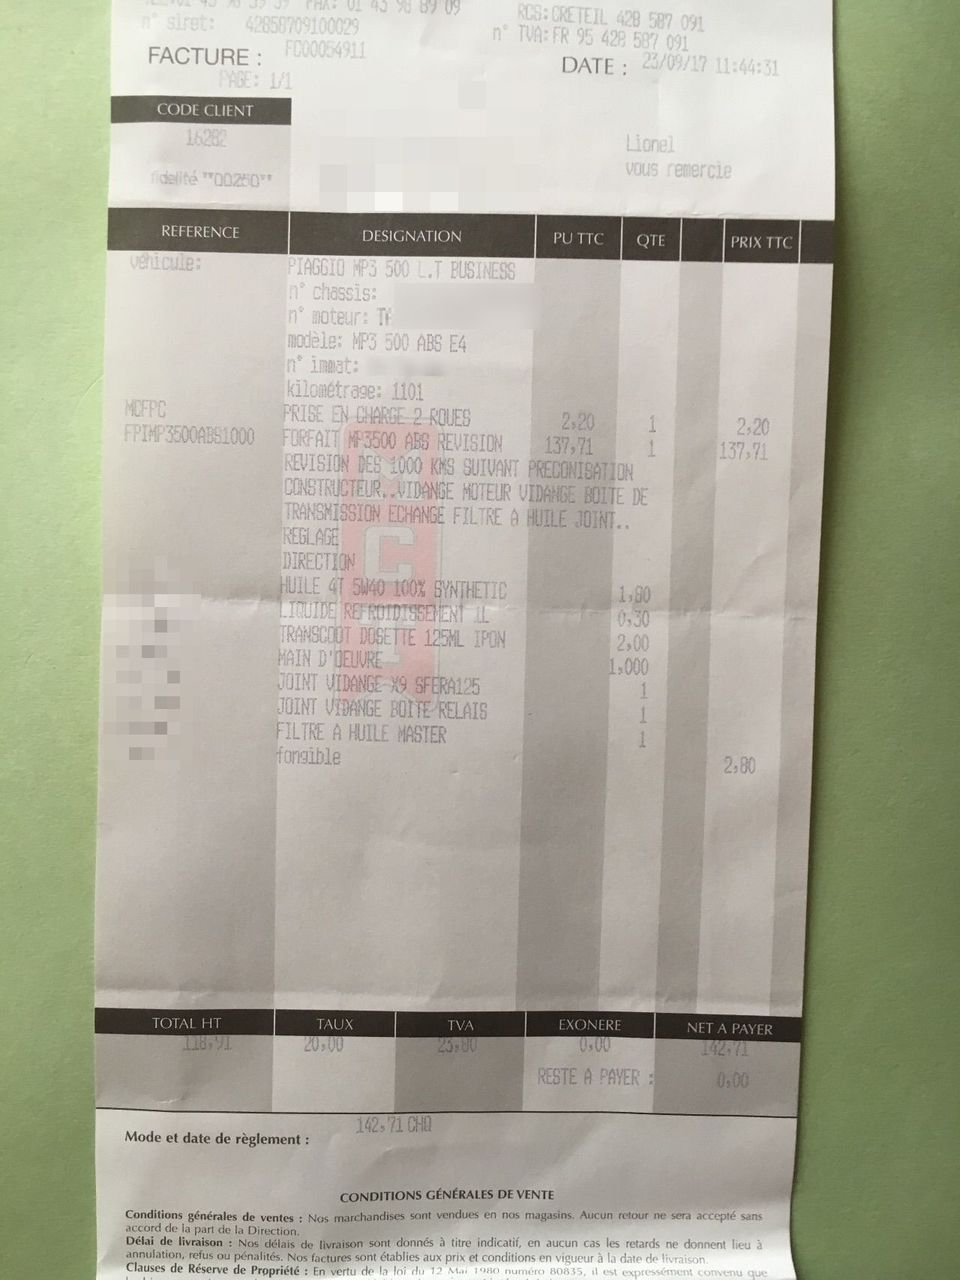 FAX: 01 43 98 89 09
RCS: CRETEIL 428 587 091
n° siret: 42858709100029
n° TVA: FR 95 428 587 091
FACTURE : FC00054911
DATE : 23/09/17 11:44:31
PAGE: 1/1
CODE CLIENT
16282
Lionel
vous remercie
fidelité **00250**
REFERENCE DESIGNATION PU TTC QTE PRIX TTC
véhicule: PIAGGIO MP3 500 L.T BUSINESS
n° chassis:
n° moteur:
modèle: MP3 500 ABS E4
n° immat:
kilométrage: 1101
MCFPC PRISE EN CHARGE 2 ROUES 2,20 1 2,20
FPIMP3500ABS1000 FORFAIT MP3500 ABS REVISION 137,71 1 137,71
REVISION DES 1000 KMS SUIVANT PRECONISATION
CONSTRUCTEUR..VIDANGE MOTEUR VIDANGE BOITE DE
TRANSMISSION ECHANGE FILTRE A HUILE JOINT..
REGLAGE
DIRECTION
HUILE 4T 5W40 100% SYNTHETIC 1,80
LIQUIDE REFROIDISSEMENT 1L 0,30
TRANSCOOT DOSETTE 125ML IPON 2,00
MAIN D'OEUVRE 1,000
JOINT VIDANGE X9 SFERA125 1
JOINT VIDANGE BOITE RELAIS 1
FILTRE A HUILE MASTER 1
fongible 2,80
TOTAL HT TAUX TVA EXONERE NET A PAYER
118,91 20,00 23,80 0,00 142,71
RESTE A PAYER : 0,00
142,71 CHQ
Mode et date de règlement :
CONDITIONS GÉNÉRALES DE VENTE
Conditions générales de ventes : Nos marchandises sont vendues en nos magasins. Aucun retour ne sera accepté sans
accord de la part de la Direction.
Délai de livraison : Nos délais de livraison sont donnés à titre indicatif, en aucun cas les retards ne donnent lieu à
annulation, refus ou pénalités. Nos factures sont établies aux prix et conditions en vigueur à la date de livraison.
Clauses de Réserve de Propriété : En vertu de la loi du 12 Mai 1980 numéro 80835, il est expressément convenu que